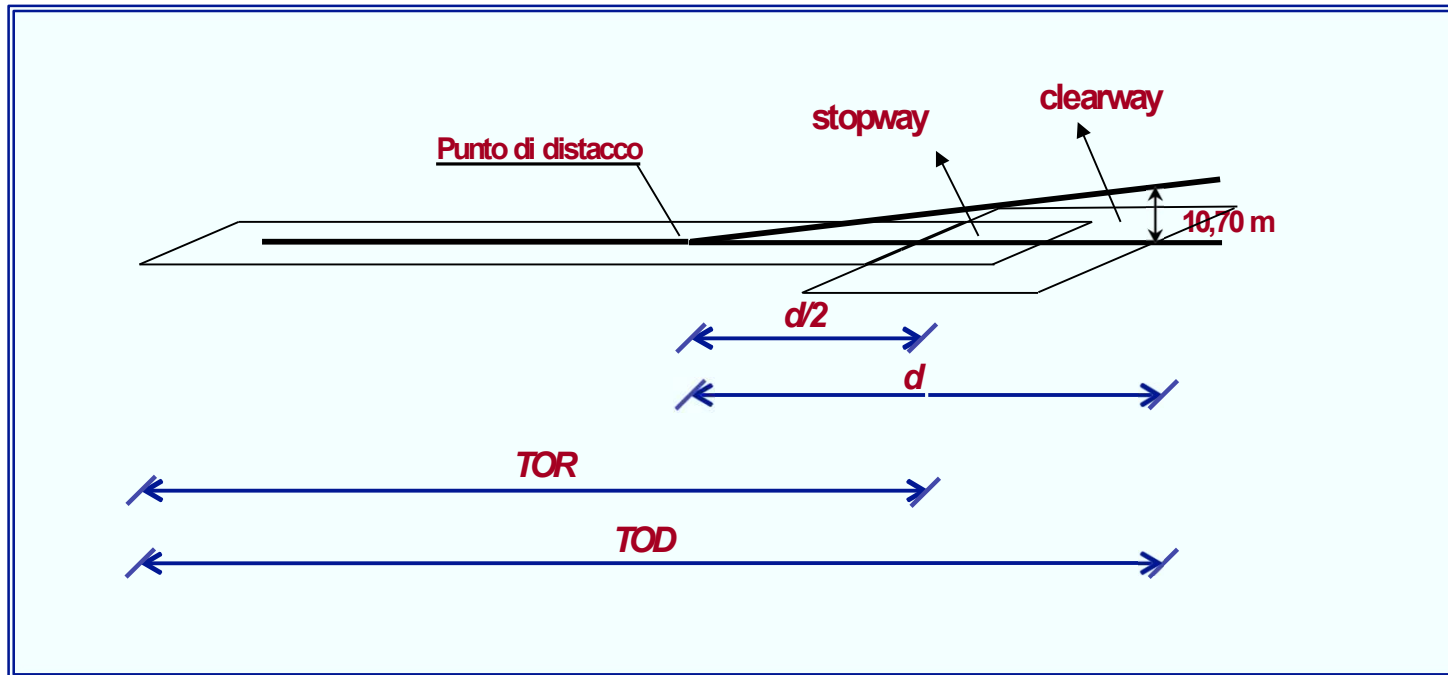 clearway
stopway
Punto di distacco
10,70 m
d/2
d
TOR
TOD